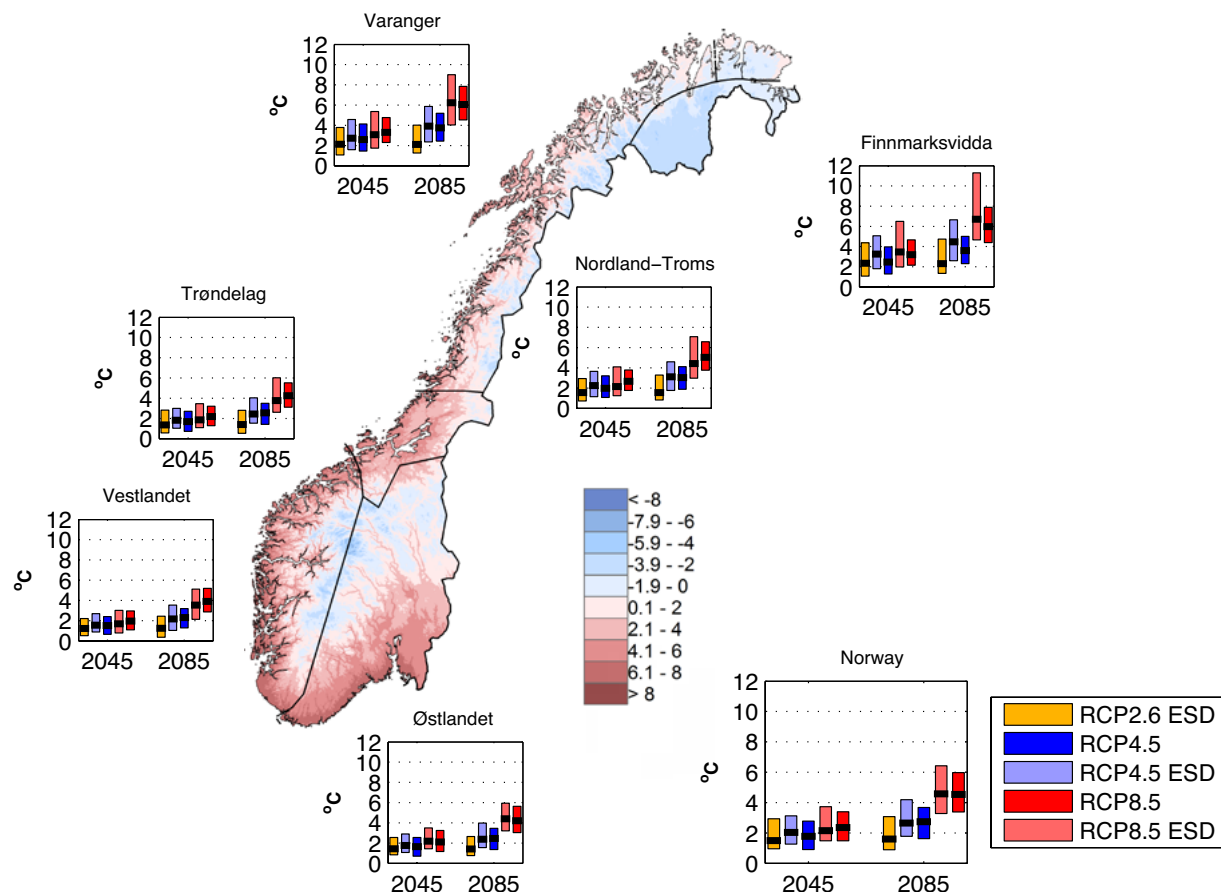 Varanger
12
10
8
6
4
2
0
°C
2045 2085
Finnmarksvidda
12
10
8
6
4
2
0
°C
2045 2085
Nordland–Troms
12
10
8
6
4
2
0
°C
2045 2085
Trøndelag
12
10
8
6
4
2
0
°C
2045 2085
Vestlandet
12
10
8
6
4
2
0
°C
2045 2085
< -8
-7.9 - -6
-5.9 - -4
-3.9 - -2
-1.9 - 0
0.1 - 2
2.1 - 4
4.1 - 6
6.1 - 8
> 8
Østlandet
12
10
8
6
4
2
0
°C
2045 2085
Norway
12
10
8
6
4
2
0
°C
2045 2085
RCP2.6 ESD
RCP4.5
RCP4.5 ESD
RCP8.5
RCP8.5 ESD